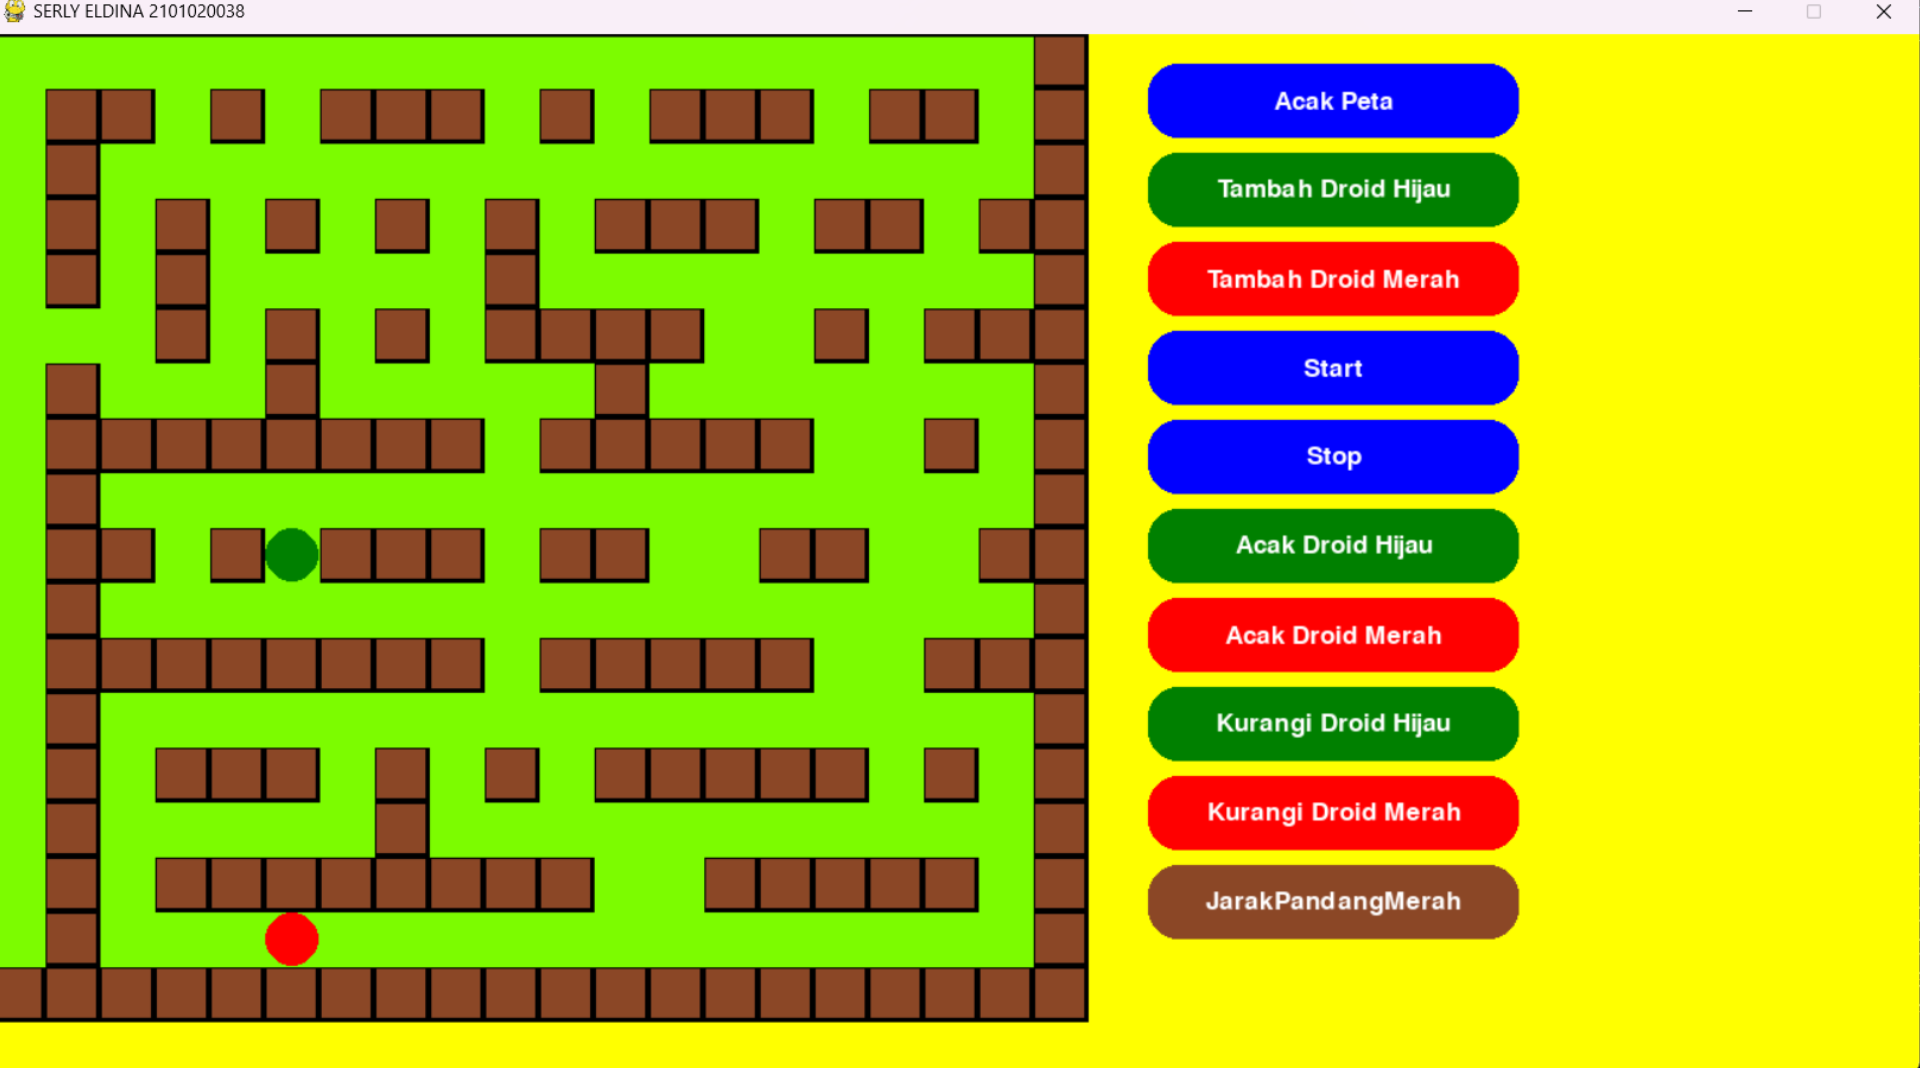 SERLY ELDINA 2101020038
Acak Peta
Tambah Droid Hijau
Tambah Droid Merah
Start
Stop
Acak Droid Hijau
Acak Droid Merah
Kurangi Droid Hijau
Kurangi Droid Merah
JarakPandangMerah